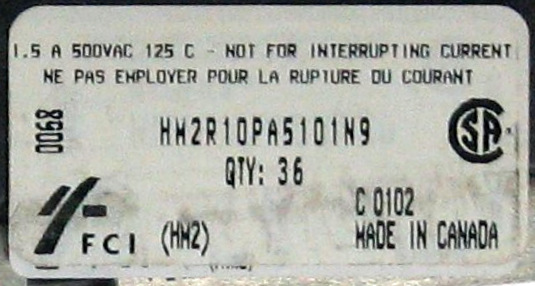 1.5 A 500VAC 125 C - NOT FOR INTERRUPTING CURRENT
NE PAS EMPLOYER POUR LA RUPTURE DU COURANT
0068
HM2R10PA5101N9
SA
QTY: 36
C 0102
FCI (HM2) MADE IN CANADA